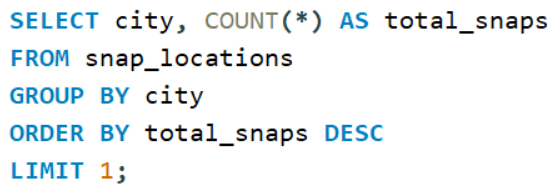 SELECT city, COUNT(*) AS total_snaps
FROM snap_locations
GROUP BY city
ORDER BY total_snaps DESC
LIMIT 1;